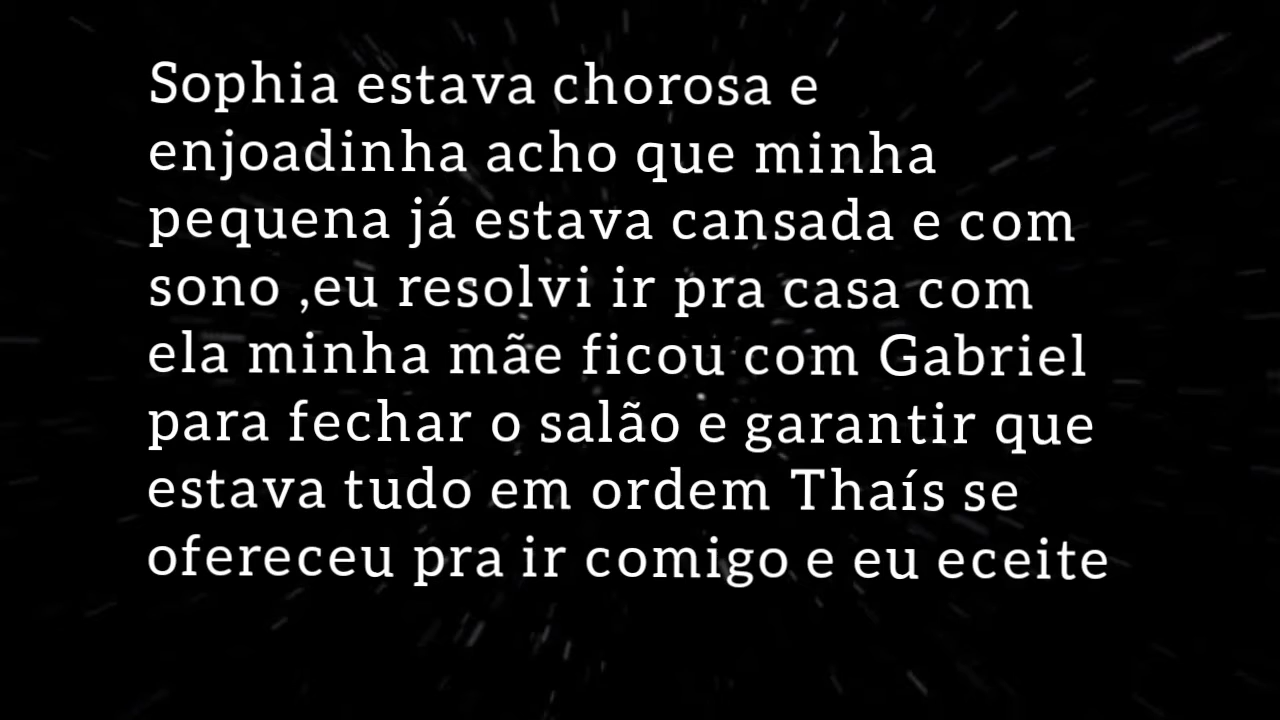 Sophia estava chorosa e
enjoadinha acho que minha
pequena já estava cansada e com
sono ,eu resolvi ir pra casa com
ela minha mãe ficou com Gabriel
para fechar o salão e garantir que
estava tudo em ordem Thaís se
ofereceu pra ir comigo e eu eceite